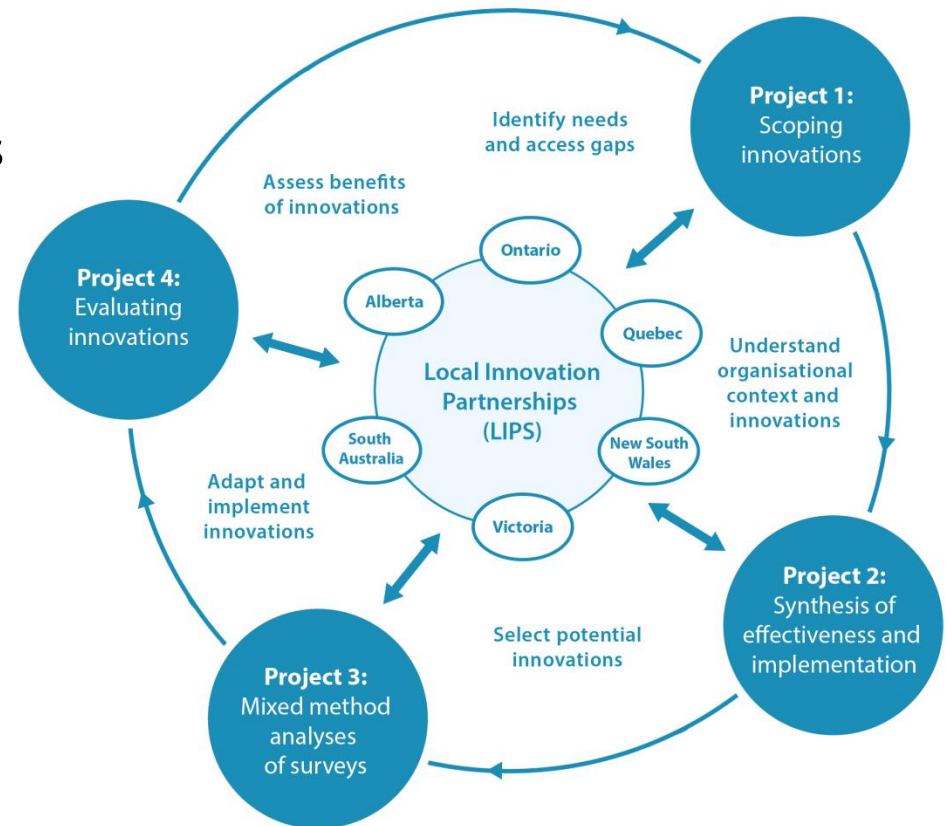 s
Project 1:
Scoping
innovations
Identify needs
and access gaps
Assess benefits
of innovations
Project 4:
Evaluating
innovations
Ontario
Alberta
Quebec
Local Innovation
Partnerships
(LIPS)
Understand
organisational
context and
innovations
South
Australia
New South
Wales
Victoria
Adapt and
implement
innovations
Project 2:
Synthesis of
effectiveness and
implementation
Select potential
innovations
Project 3:
Mixed method
analyses
of surveys